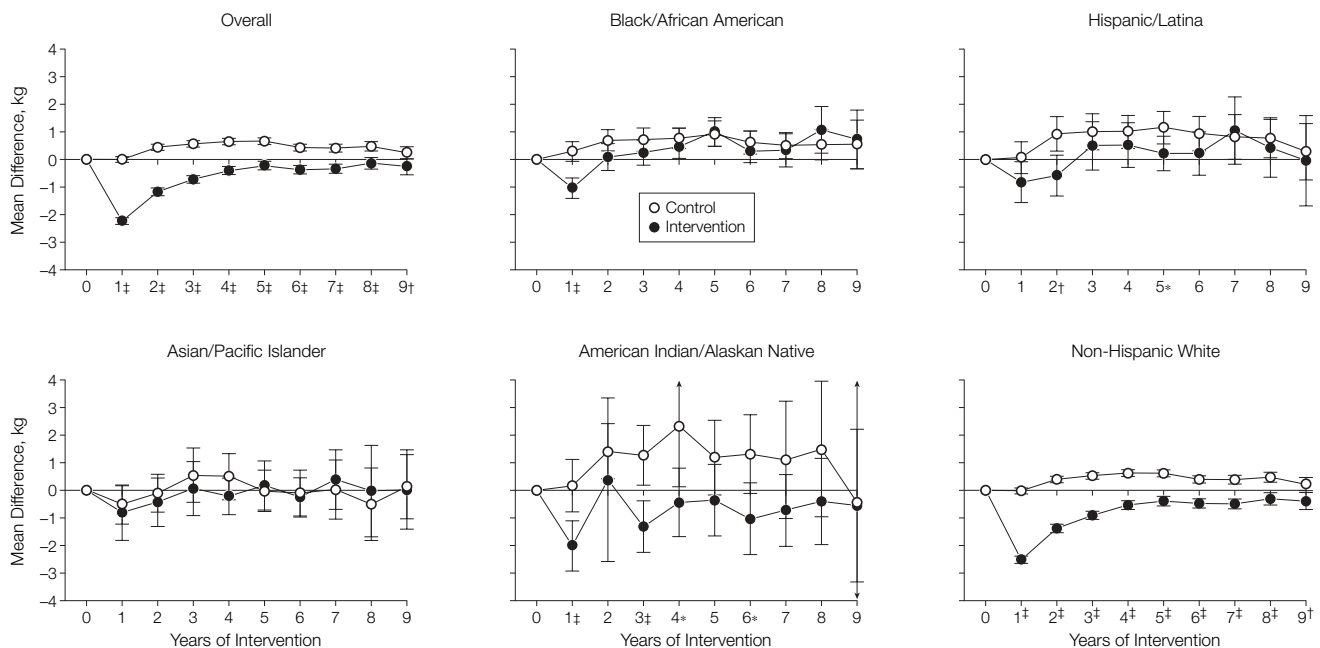 Overall
Black/African American
Hispanic/Latina
Mean Difference, kg
4
3
2
1
0
–1
–2
–3
–4
Control
Intervention
0 1‡ 2‡ 3‡ 4‡ 5‡ 6‡ 7‡ 8‡ 9†
0 1‡ 2 3 4 5 6 7 8 9
0 1 2† 3 4 5* 6 7 8 9
Asian/Pacific Islander
American Indian/Alaskan Native
Non-Hispanic White
Mean Difference, kg
4
3
2
1
0
–1
–2
–3
–4
0 1 2 3 4 5 6 7 8 9
0 1‡ 2 3‡ 4* 5 6* 7 8 9
0 1‡ 2‡ 3‡ 4‡ 5‡ 6‡ 7‡ 8‡ 9†
Years of Intervention
Years of Intervention
Years of Intervention